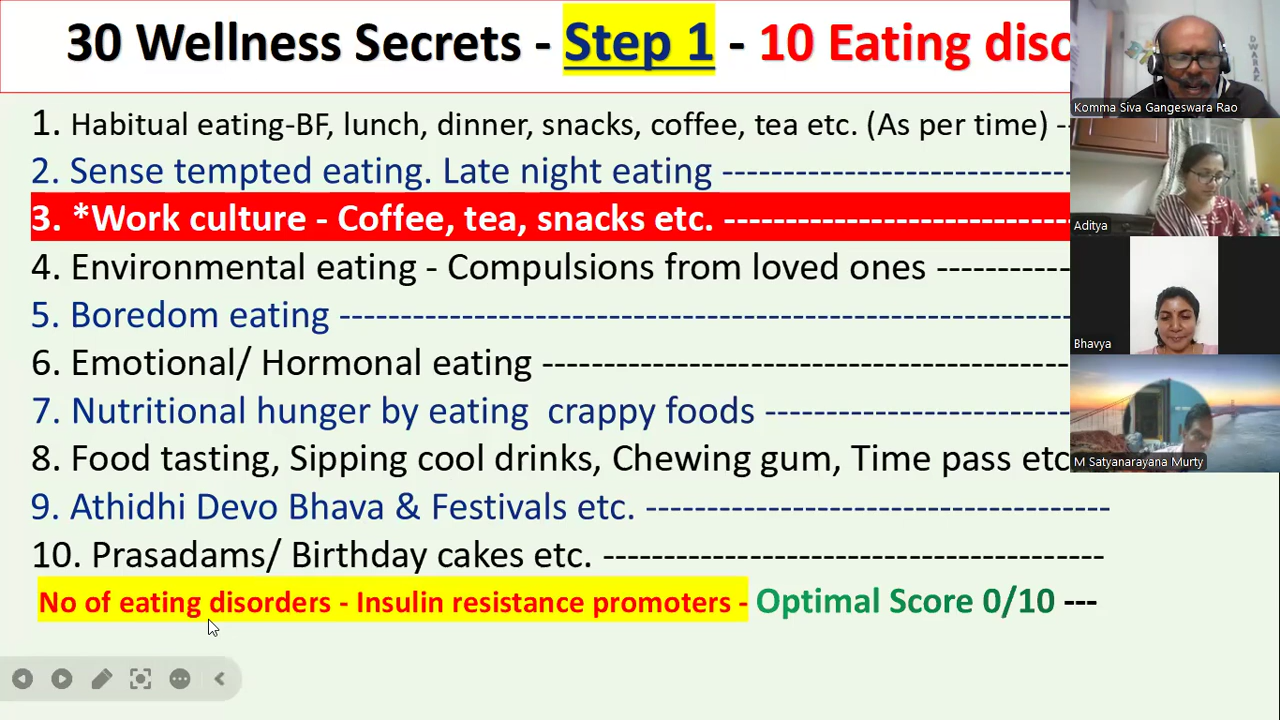 30 Wellness Secrets - Step 1 - 10 Eating diso
1. Habitual eating-BF, lunch, dinner, snacks, coffee, tea etc. (As per time) --
2. Sense tempted eating. Late night eating -----------------------------
3. *Work culture - Coffee, tea, snacks etc. ----------------------------
4. Environmental eating - Compulsions from loved ones -----------
5. Boredom eating ------------------------------------------------------------
6. Emotional/ Hormonal eating -------------------------------------------
7. Nutritional hunger by eating  crappy foods -------------------------
8. Food tasting, Sipping cool drinks, Chewing gum, Time pass etc
9. Athidhi Devo Bhava & Festivals etc. --------------------------------------
10. Prasadams/ Birthday cakes etc. -----------------------------------------
No of eating disorders - Insulin resistance promoters - Optimal Score 0/10 ---
Komma Siva Gangeswara Rao
Aditya
Bhavya
M Satyanarayana Murty
DWARAK